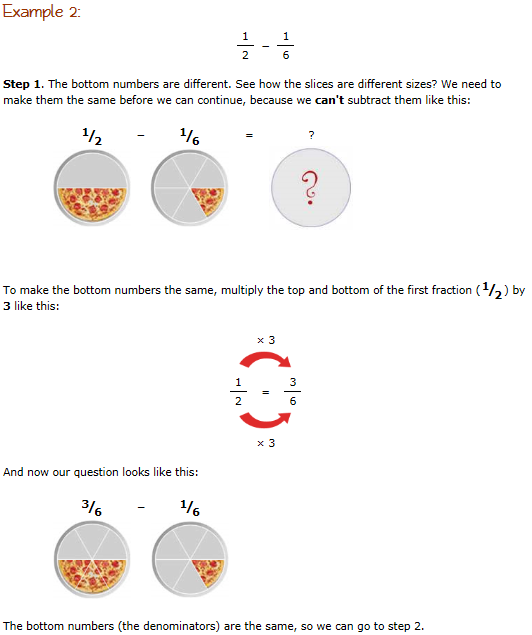 Example 2:
1/2 - 1/6
Step 1. The bottom numbers are different. See how the slices are different sizes? We need to
make them the same before we can continue, because we can't subtract them like this:
1/2 - 1/6 = ?
?
To make the bottom numbers the same, multiply the top and bottom of the first fraction (1/2) by
3 like this:
x 3
1/2 = 3/6
x 3
And now our question looks like this:
3/6 - 1/6
The bottom numbers (the denominators) are the same, so we can go to step 2.